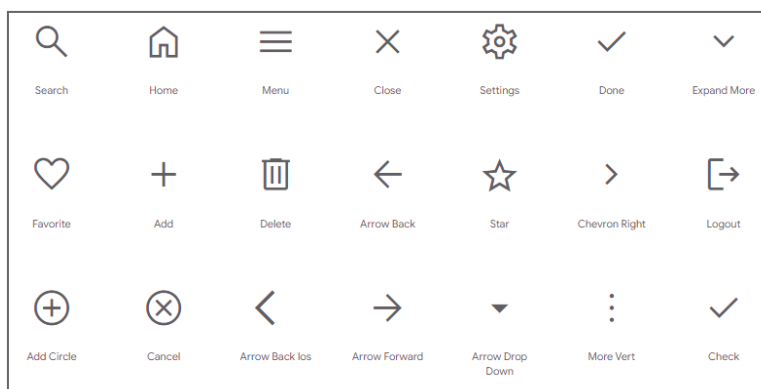 Search Home Menu Close Settings Done Expand More
Favorite Add Delete Arrow Back Star Chevron Right Logout
Add Circle Cancel Arrow Back Ios Arrow Forward Arrow Drop More Vert Check
Down